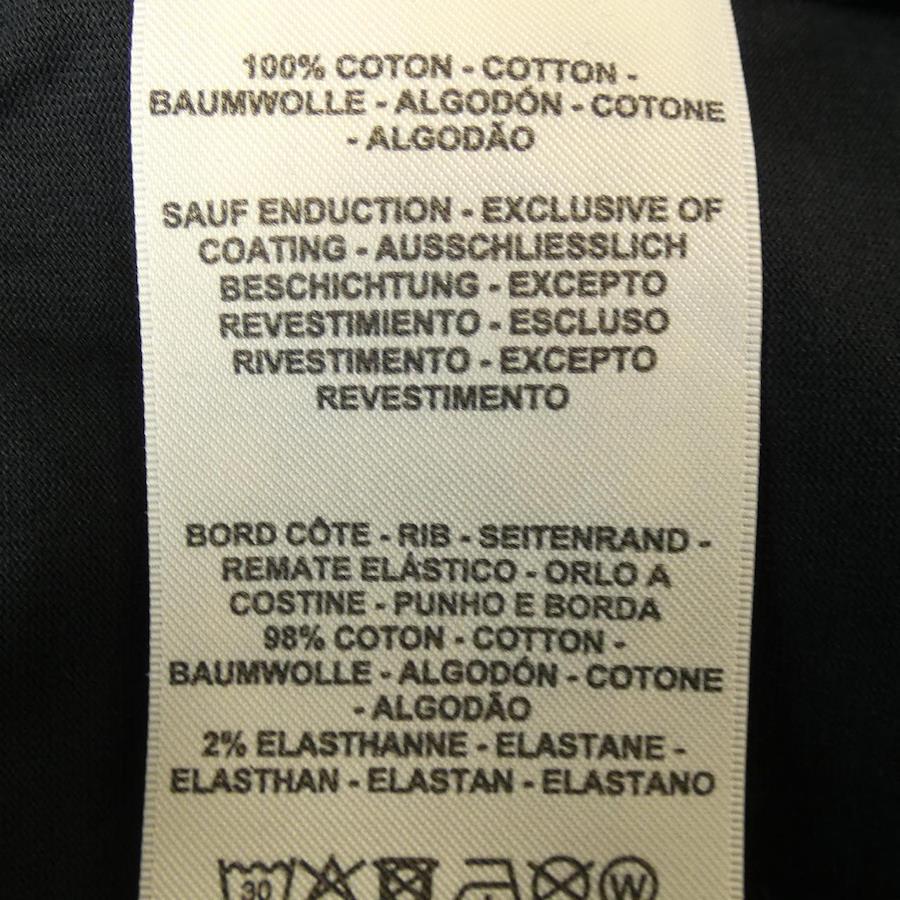 100% COTON - COTTON -
BAUMWOLLE - ALGODÓN - COTONE
- ALGODÃO
SAUF ENDUCTION - EXCLUSIVE OF
COATING - AUSSCHLIESSLICH
BESCHICHTUNG - EXCEPTO
REVESTIMIENTO - ESCLUSO
RIVESTIMENTO - EXCEPTO
REVESTIMENTO
BORD CÔTE - RIB - SEITENRAND -
REMATE ELÁSTICO - ORLO A
COSTINE - PUNHO E BORDA
98% COTON - COTTON -
BAUMWOLLE - ALGODÓN - COTONE
- ALGODÃO
2% ELASTHANNE - ELASTANE -
ELASTHAN - ELASTAN - ELASTANO
30 W